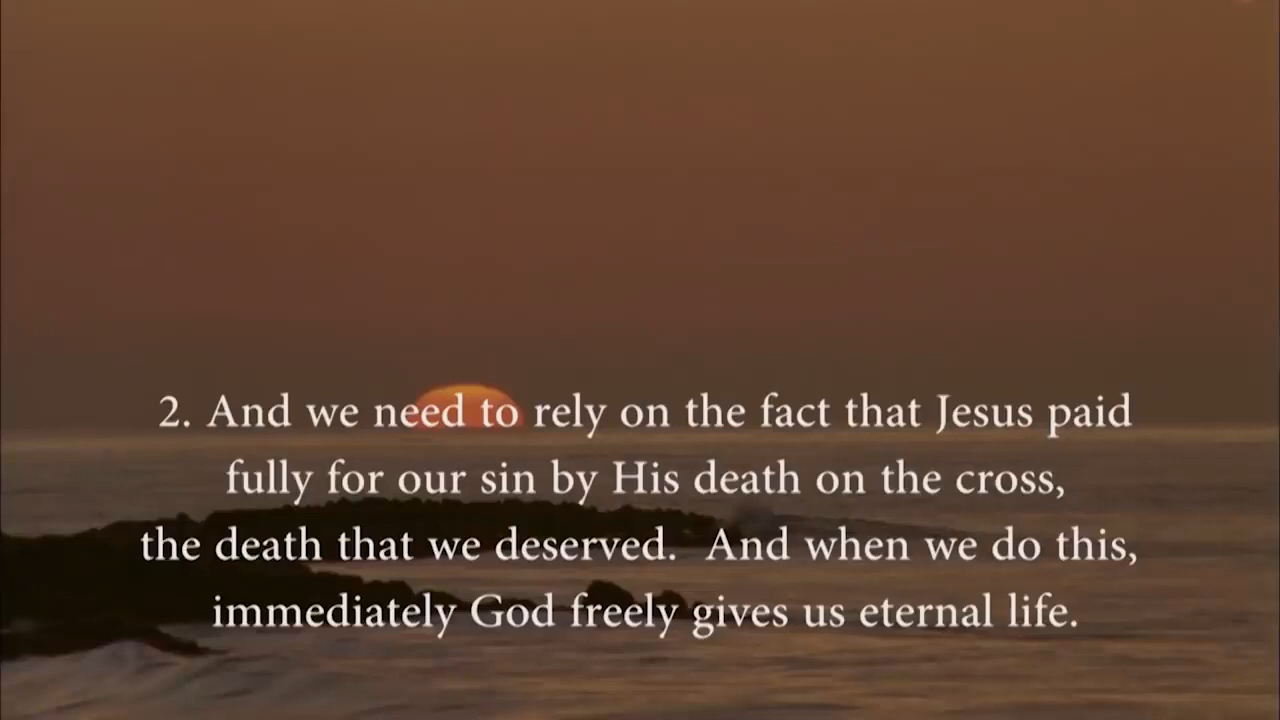 2. And we need to rely on the fact that Jesus paid
fully for our sin by His death on the cross,
the death that we deserved.  And when we do this,
immediately God freely gives us eternal life.